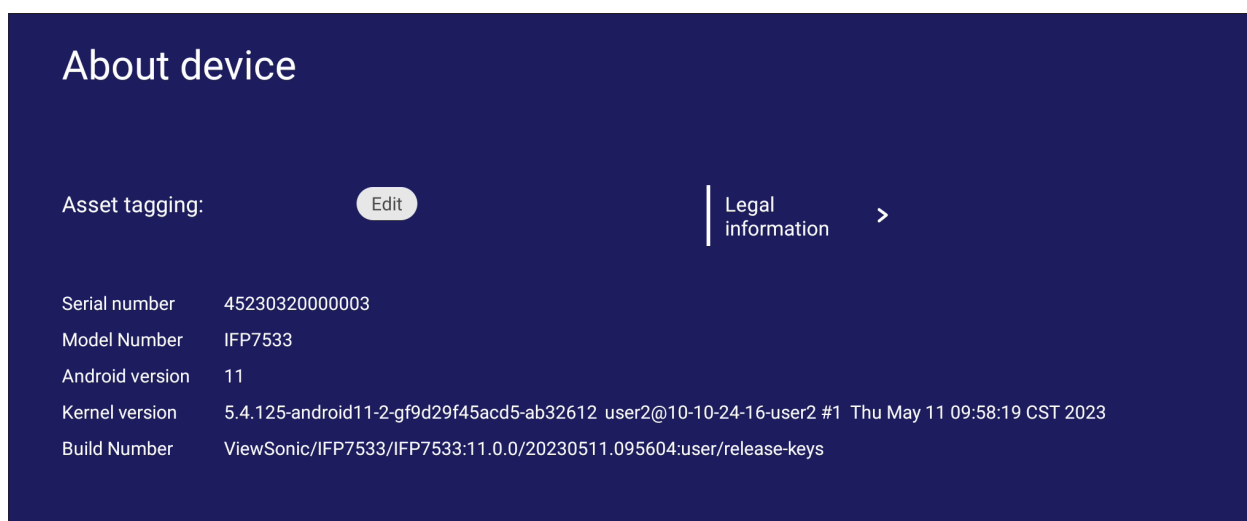 About device
Asset tagging:
Edit
Legal
information
Serial number 45230320000003
Model Number IFP7533
Android version 11
Kernel version 5.4.125-android11-2-gf9d29f45acd5-ab32612 user2@10-10-24-16-user2 #1 Thu May 11 09:58:19 CST 2023
Build Number ViewSonic/IFP7533/IFP7533:11.0.0/20230511.095604:user/release-keys